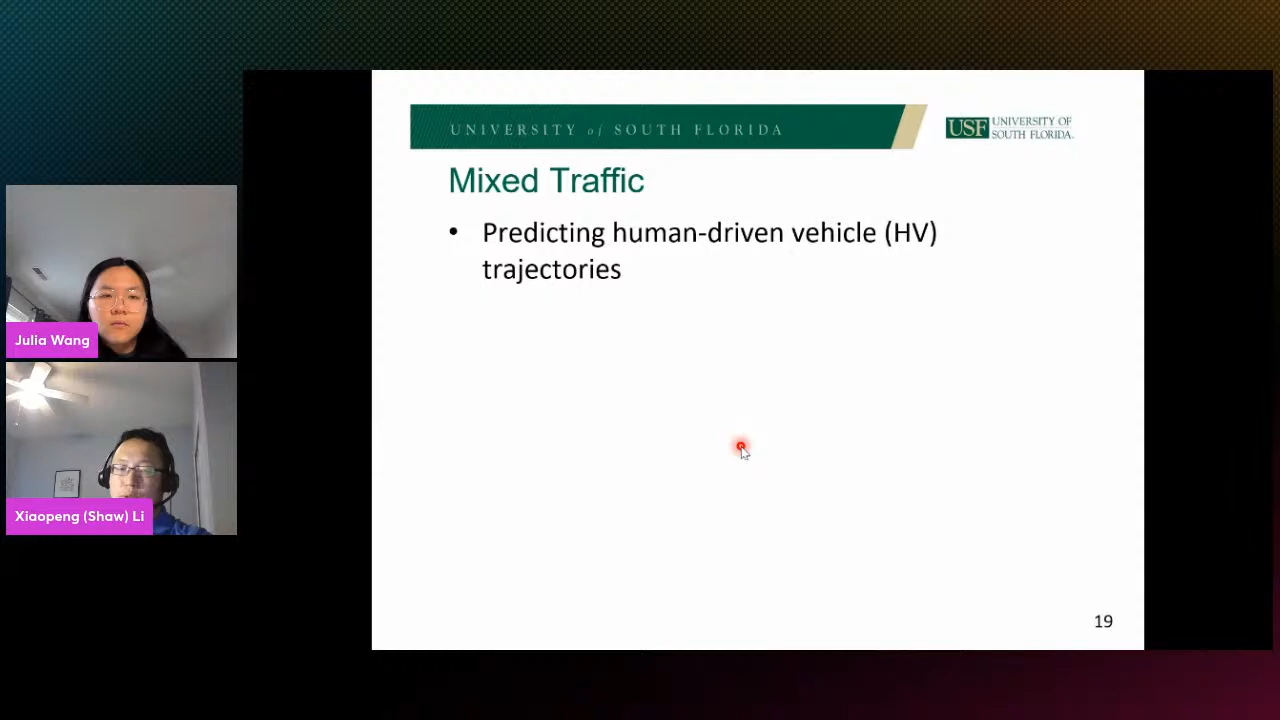 UNIVERSITY of SOUTH FLORIDA
USF UNIVERSITY OF
SOUTH FLORIDA.
Mixed Traffic
• Predicting human-driven vehicle (HV)
trajectories
Julia Wang
Xiaopeng (Shaw) Li
19